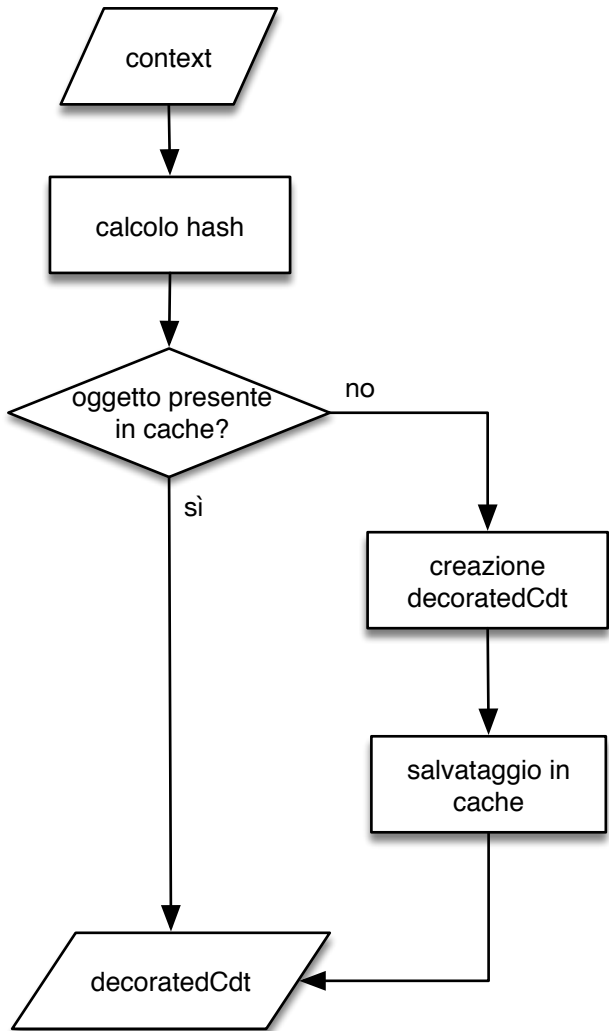 context
calcolo hash
oggetto presente
in cache?
no
sì
creazione
decoratedCdt
salvataggio in
cache
decoratedCdt